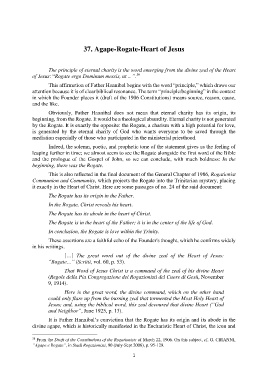 37. Agape-Rogate-Heart of Jesus
The principle of eternal charity is the word emerging from the divine zeal of the Heart
of Jesus: "Rogate ergo Dominum messis, ut ... ".
This affirmation of Father Hannibal begins with the word "principle," which draws our
attention because it is of clear biblical resonance. The term "principle/beginning" in the context
in which the Founder places it (draft of the 1906 Constitutions) means source, reason, cause,
and the like.
Obviously, Father Hannibal does not mean that eternal charity has its origin, its
beginning, from the Rogate. It would be a theological absurdity. Eternal charity is not generated
by the Rogate. It is exactly the opposite: the Rogate, a charism with a high potential for love,
is generated by the eternal charity of God who wants everyone to be saved through the
mediation especially of those who participated in the ministerial priesthood.
Indeed, the solemn, poetic, and prophetic tone of the statement gives us the feeling of
leaping further in time; we almost seem to see the Rogate alongside the first word of the Bible
and the prologue of the Gospel of John, so we can conclude, with much boldness: In the
beginning, there was the Rogate.
This is also reflected in the final document of the General Chapter of 1998, Rogationist
Communion and Community, which projects the Rogate into the Trinitarian mystery, placing
it exactly in the Heart of Christ. Here are some passages of no. 24 of the said document:
The Rogate has its origin in the Father.
In the Rogate, Christ reveals his heart.
The Rogate has its abode in the heart of Christ.
The Rogate is in the heart of the Father; it is in the center of the life of God.
In conclusion, the Rogate is love within the Trinity.
These assertions are a faithful echo of the Founder's thought, which he confirms widely
in his writings.
[...] The great word out of the divine zeal of the Heart of Jesus:
"Rogate..." (Scritti, vol. 60, p. 53).
That Word of Jesus Christ is a command of the zeal of his divine Heart
(Regole della Pia Congregazione dei Rogazionisti del Cuore di Gesù, November
9, 1914).
Here is the great word, the divine command, which on the other hand
could only flare up from the burning zeal that tormented the Most Holy Heart of
Jesus; and, using the biblical word, this zeal devoured that divine Heart ("God
and Neighbor", June 1925, p. 13).
It is Father Hannibal's conviction that the Rogate has its origin and its abode in the
divine agape, which is historically manifested in the Eucharistic Heart of Christ, the icon and
From the Draft of the Constitutions of the Rogationists of March 22, 1906. On this subject, cf. G. CIRANNI,
"Agape e Rogate",
1